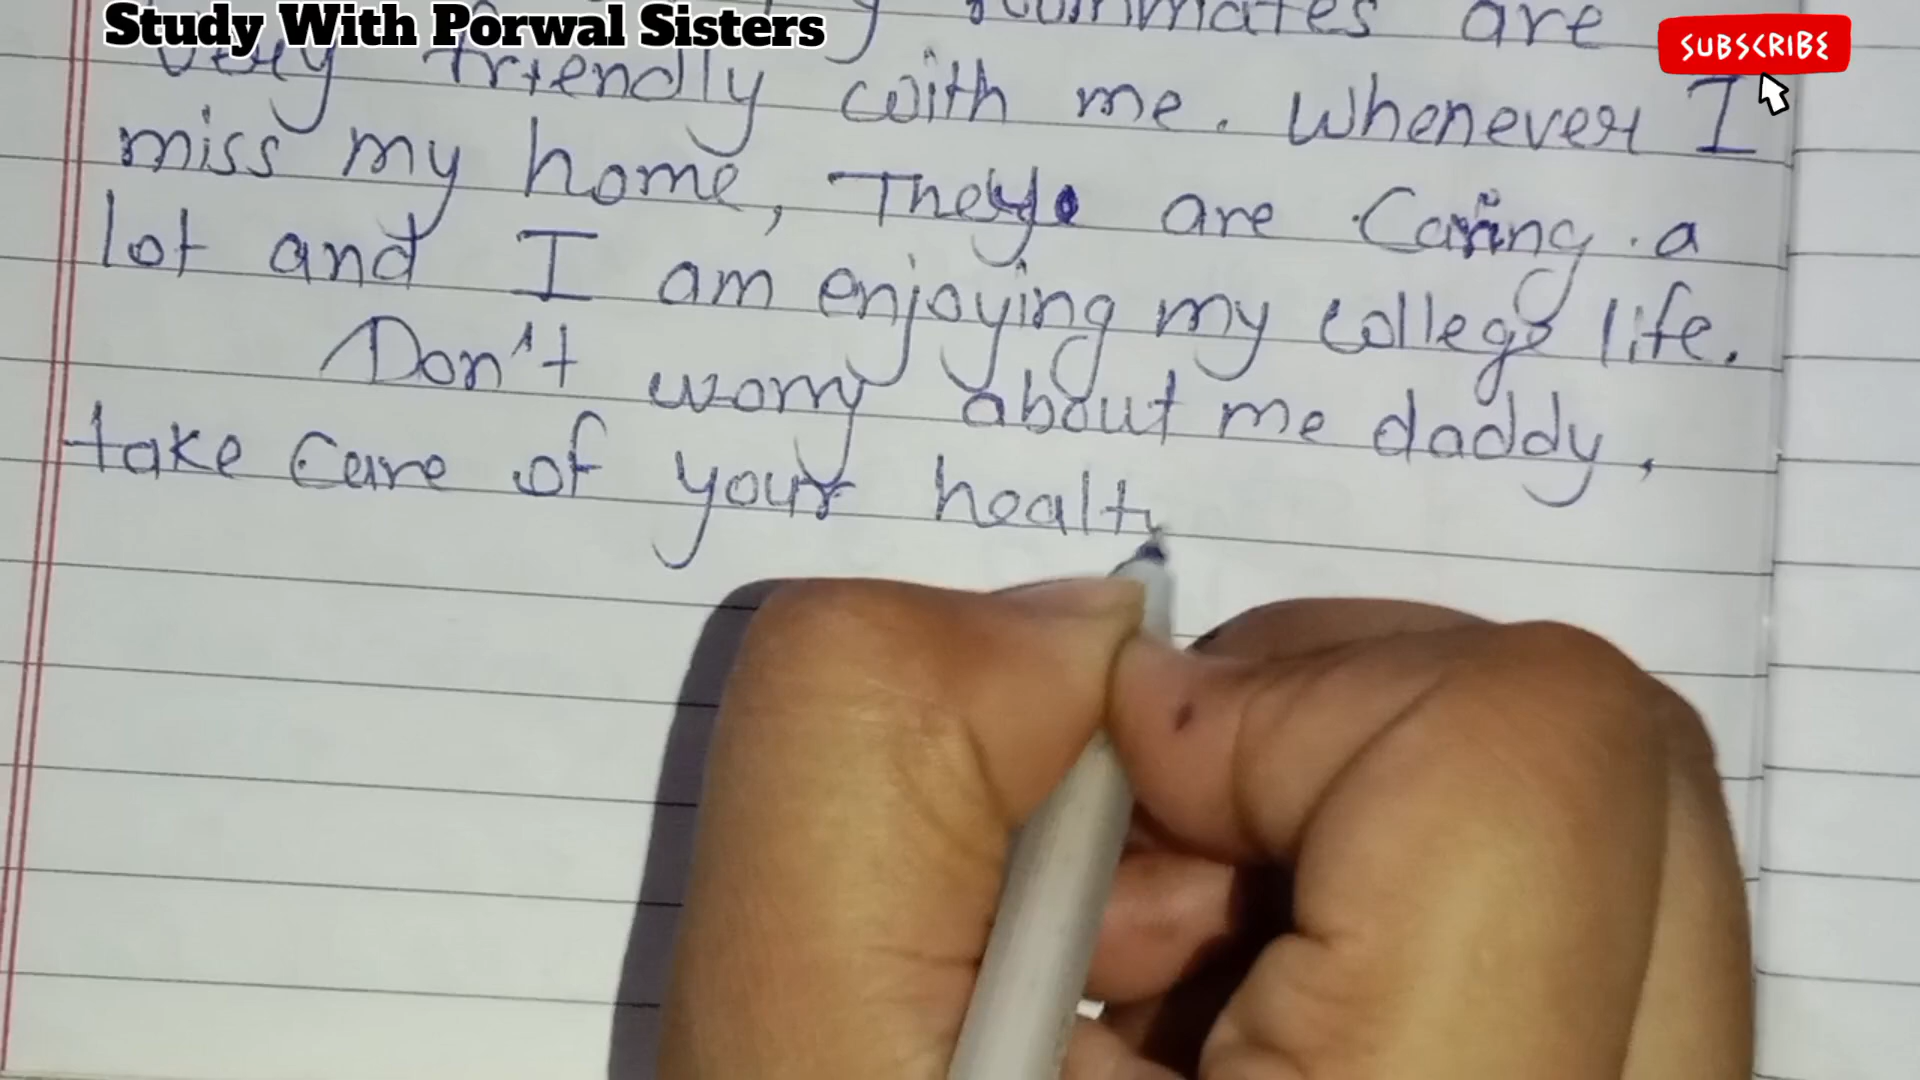 Study With Porwal Sisters
SUBSCRIBE
roommates are
very friendly with me. Whenever I
miss my home, They are Caring a
lot and I am enjoying my college life.
Don't worry about me daddy,
take Care of your healt